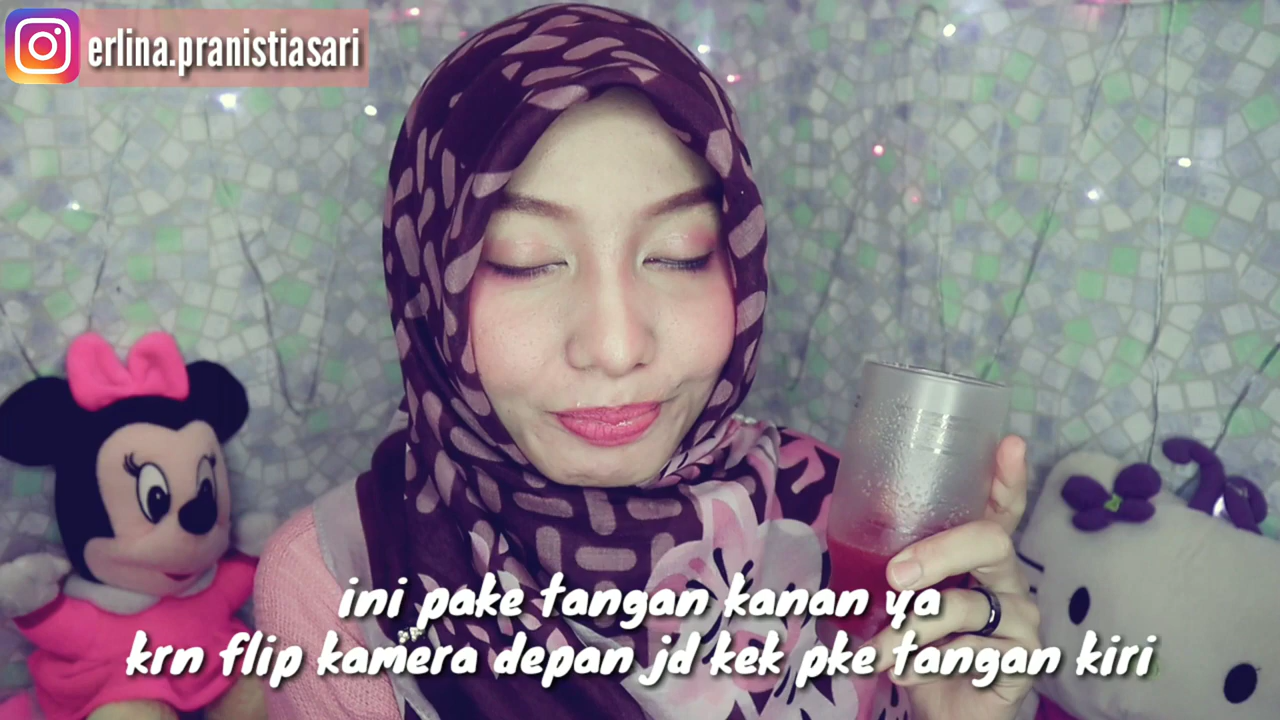 erlina.pranistiasari
ini pake tangan kanan ya
krn flip kamera depan jd kek pke tangan kiri